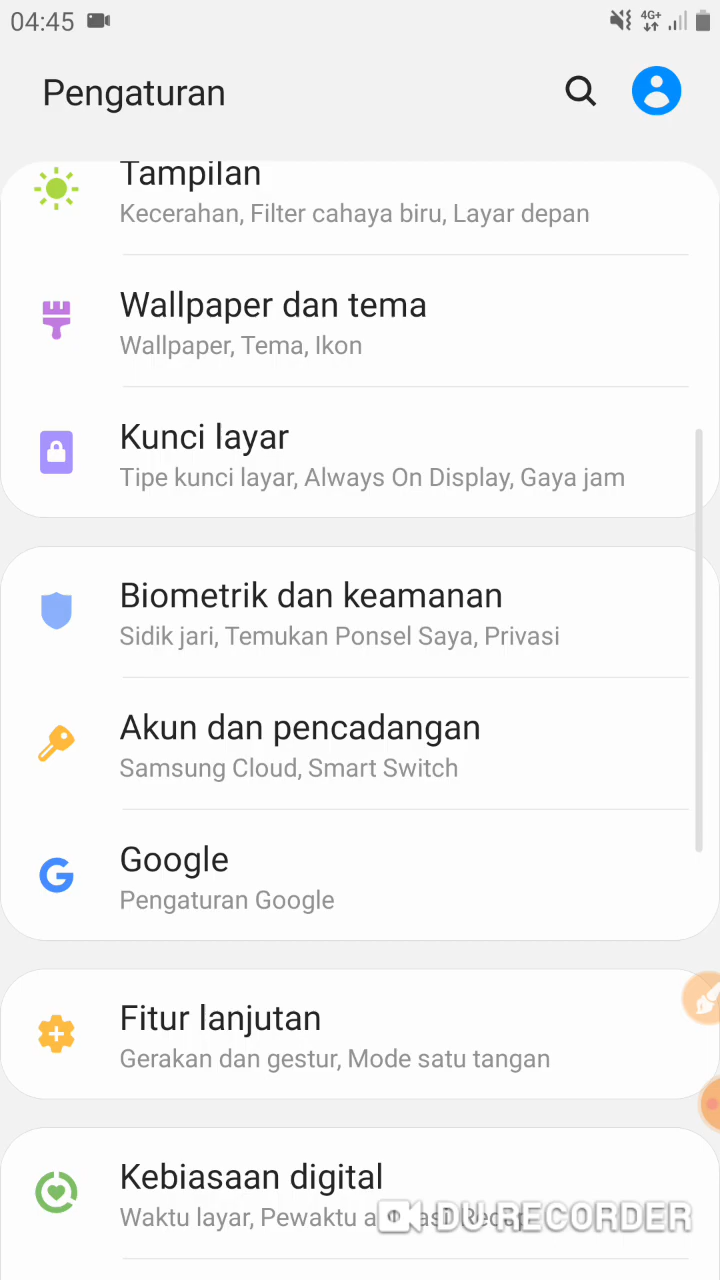 04:45
4G+
Pengaturan
Tampilan
Kecerahan, Filter cahaya biru, Layar depan
Wallpaper dan tema
Wallpaper, Tema, Ikon
Kunci layar
Tipe kunci layar, Always On Display, Gaya jam
Biometrik dan keamanan
Sidik jari, Temukan Ponsel Saya, Privasi
Akun dan pencadangan
Samsung Cloud, Smart Switch
Google
Pengaturan Google
Fitur lanjutan
Gerakan dan gestur, Mode satu tangan
Kebiasaan digital
Waktu layar, Pewaktu
DU RECORDER